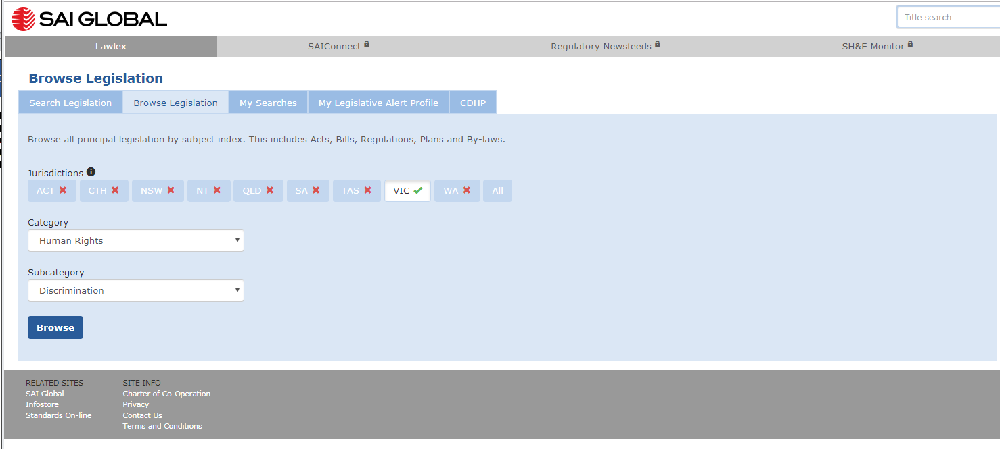 SAI GLOBAL
Title search
Lawlex SAIConnect Regulatory Newsfeeds SH&E Monitor
Browse Legislation
Search Legislation Browse Legislation My Searches My Legislative Alert Profile CDHP
Browse all principal legislation by subject index. This includes Acts, Bills, Regulations, Plans and By-laws.
Jurisdictions
ACT CTH NSW NT QLD SA TAS VIC WA All
Category
Human Rights
Subcategory
Discrimination
Browse
RELATED SITES
SAI Global
Infostore
Standards On-line
SITE INFO
Charter of Co-Operation
Privacy
Contact Us
Terms and Conditions